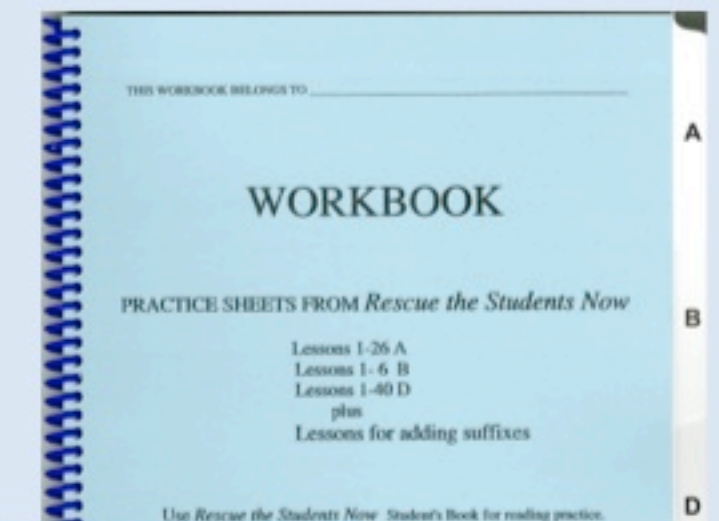 THIS WORKBOOK BELONGS TO
A
WORKBOOK
B
PRACTICE SHEETS FROM Rescue the Students Now
Lessons 1-26 A
Lessons 1- 6 B
Lessons 1-40 D
plus
Lessons for adding suffixes
D
Use Rescue the Students Now Student's Book for reading practice.